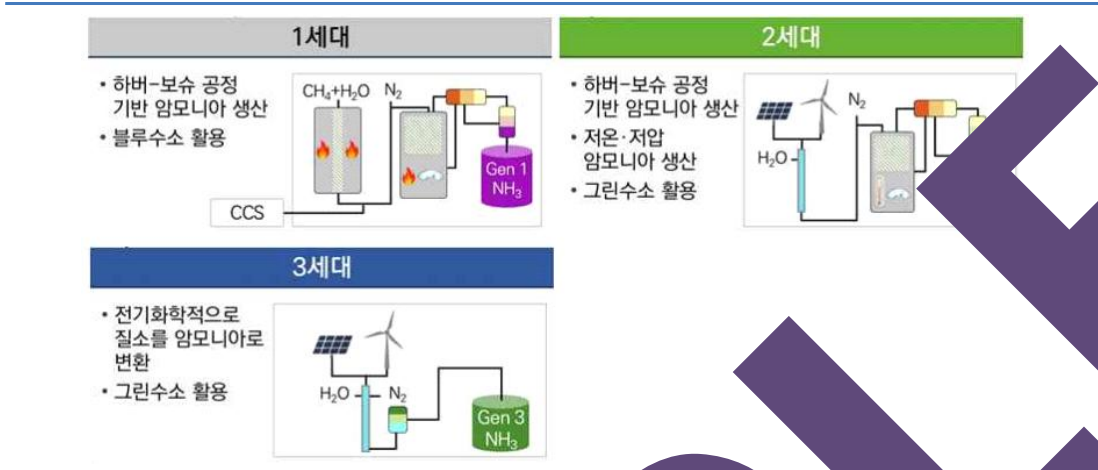 1세대
• 하버-보슈 공정
기반 암모니아 생산
• 블루수소 활용
CH₄+H₂O N₂
Gen 1
NH₃
CCS
2세대
• 하버-보슈 공정
기반 암모니아 생산
• 저온·저압
암모니아 생산
• 그린수소 활용
N₂
H₂O
3세대
• 전기화학적으로
질소를 암모니아로
변환
• 그린수소 활용
H₂O N₂
Gen 3
NH₃